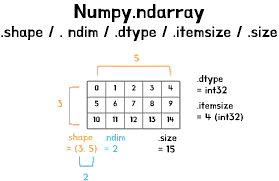 Numpy.ndarray
.shape / . ndim / .dtype / .itemsize / .size
5
3
0 1 2 3 4
5 6 7 8 9
10 11 12 13 14
.dtype
= int32
.itemsize
= 4 (int32)
.shape .ndim .size
= (3, 5) = 2 = 15
2